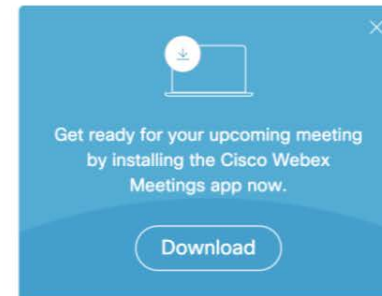 Get ready for your upcoming meeting
by installing the Cisco Webex
Meetings app now.
Download